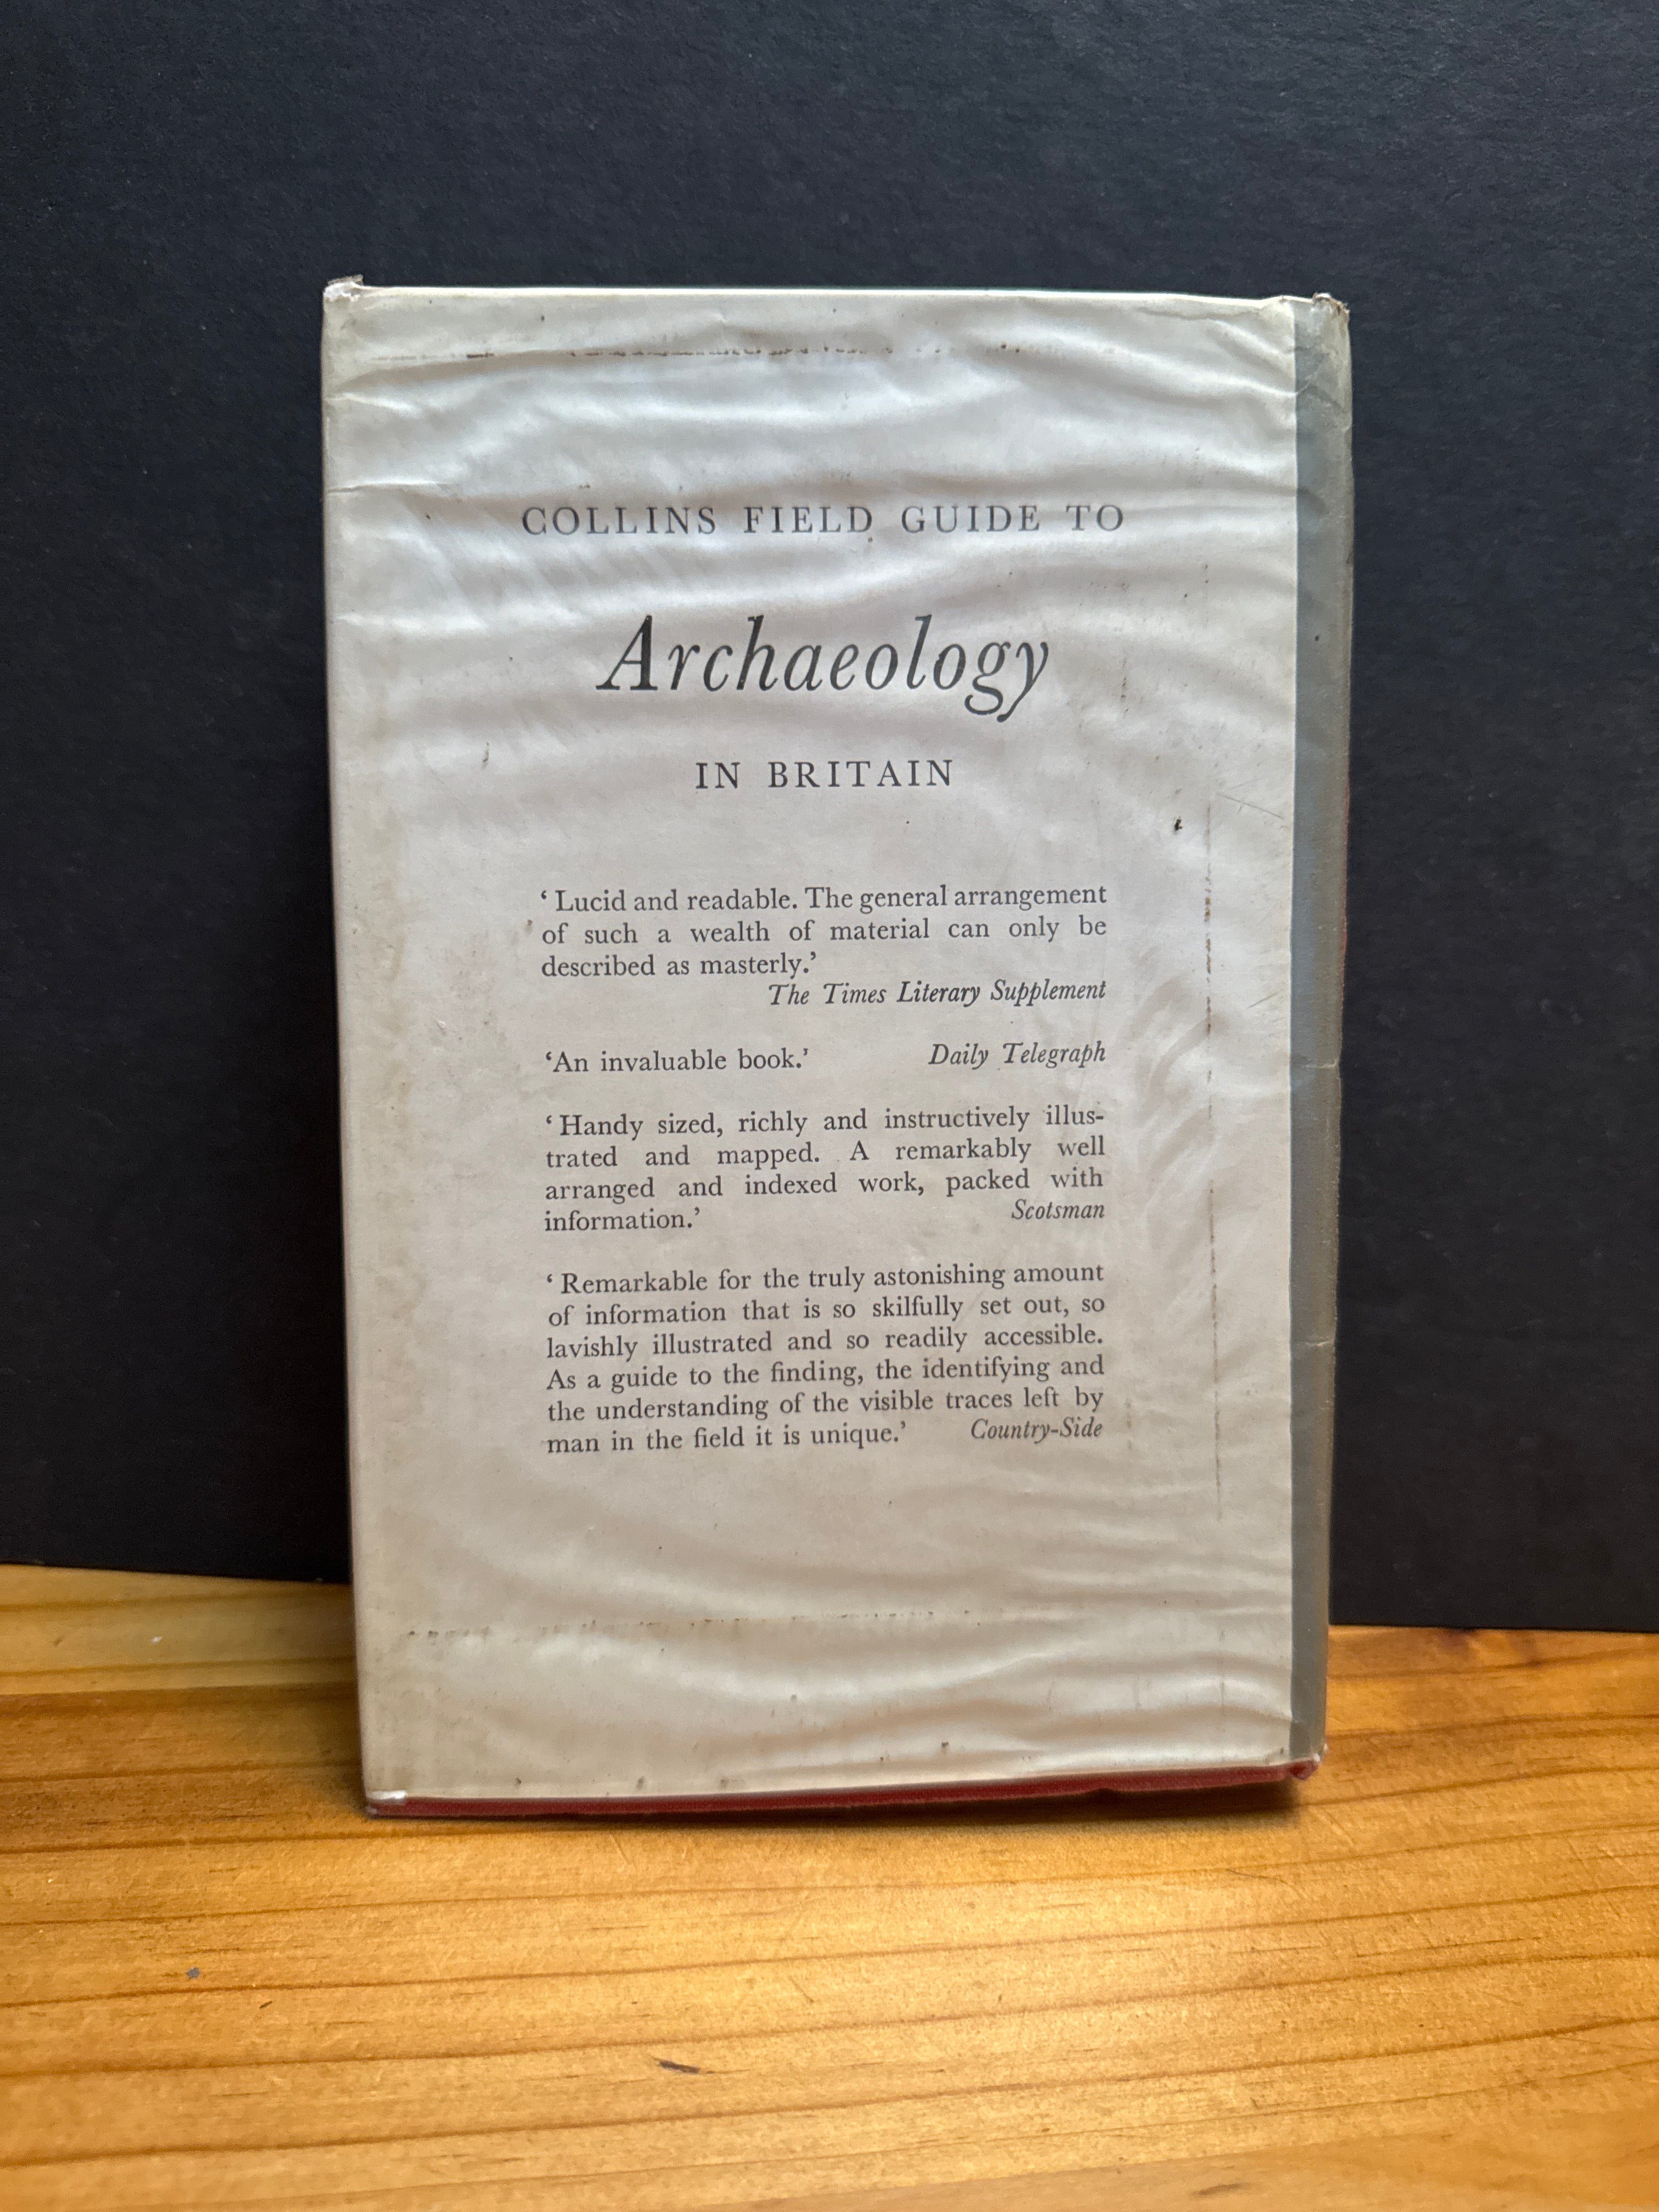 COLLINS FIELD GUIDE TO
Archaeology
IN BRITAIN
‘Lucid and readable. The general arrangement
of such a wealth of material can only be
described as masterly.’
The Times Literary Supplement
‘An invaluable book.’ Daily Telegraph
‘Handy sized, richly and instructively illus-
trated and mapped. A remarkably well
arranged and indexed work, packed with
information.’ Scotsman
‘Remarkable for the truly astonishing amount
of information that is so skilfully set out, so
lavishly illustrated and so readily accessible.
As a guide to the finding, the identifying and
the understanding of the visible traces left by
man in the field it is unique.’ Country-Side